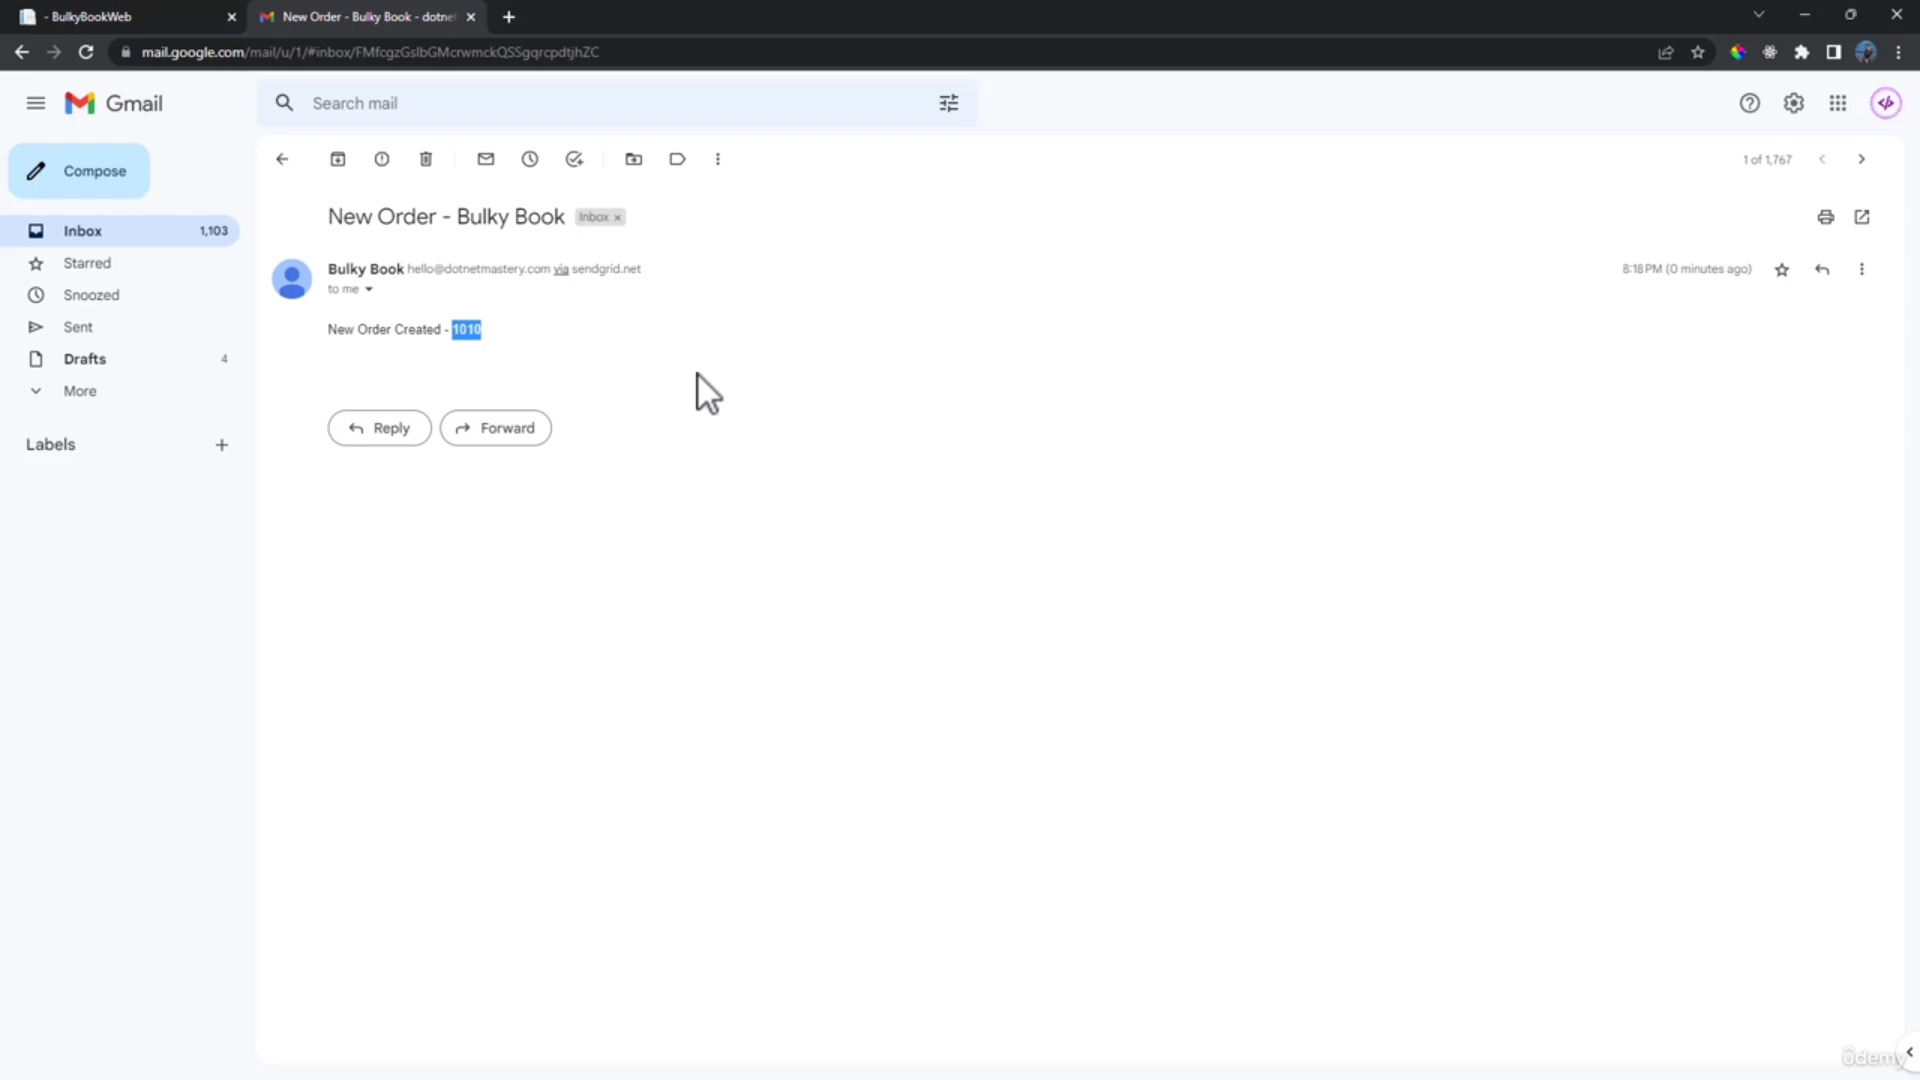 - BulkyBookWeb
New Order - Bulky Book - dotnet
mail.google.com/mail/u/1/#inbox/FMfcgzGslbGMcrwmckQSSgqrcpdtjhZC
Gmail
Search mail
Compose
1 of 1,767
New Order - Bulky Book Inbox x
Inbox 1,103
Starred
Snoozed
Sent
Drafts 4
More
Labels
Bulky Book hello@dotnetmastery.com via sendgrid.net
8:18 PM (0 minutes ago)
to me
New Order Created - 1010
Reply
Forward
ûdemy